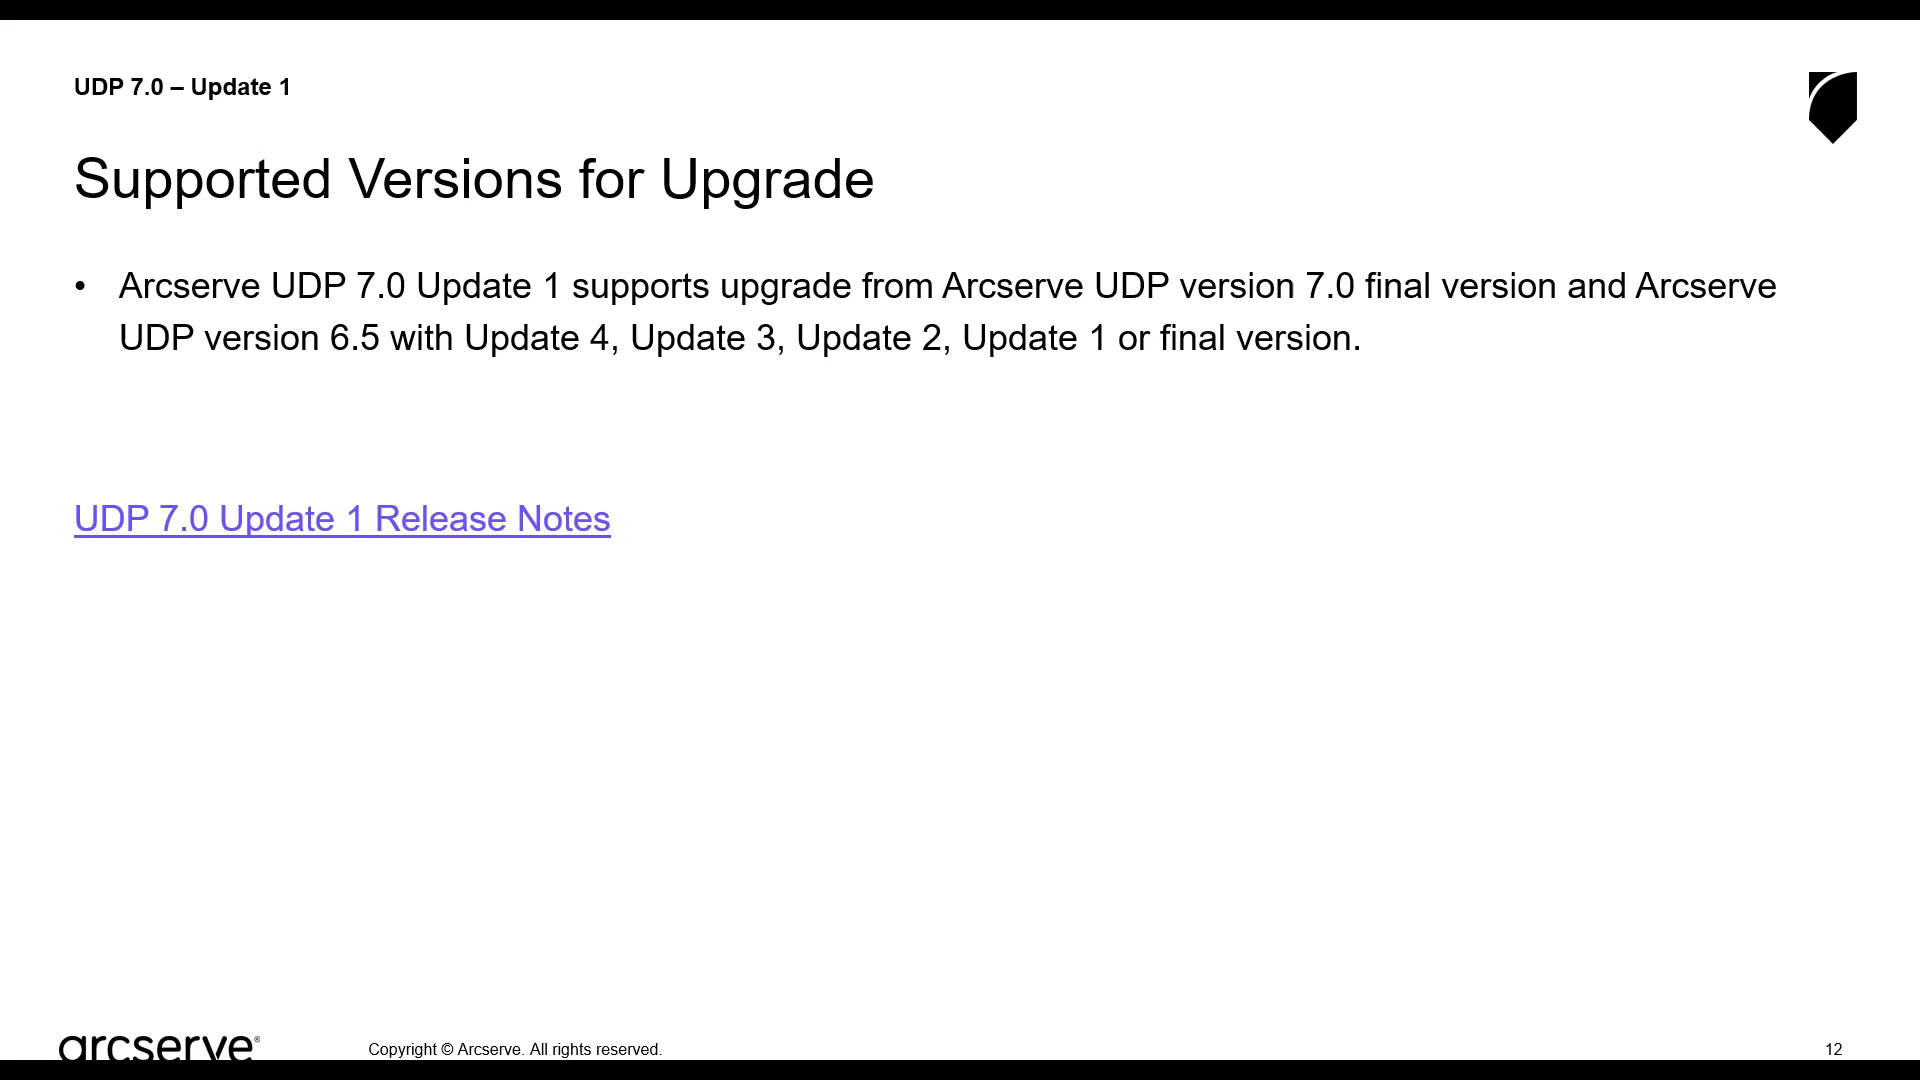 UDP 7.0 – Update 1
Supported Versions for Upgrade
• Arcserve UDP 7.0 Update 1 supports upgrade from Arcserve UDP version 7.0 final version and Arcserve
UDP version 6.5 with Update 4, Update 3, Update 2, Update 1 or final version.
UDP 7.0 Update 1 Release Notes
arcserve®
Copyright © Arcserve. All rights reserved.
12